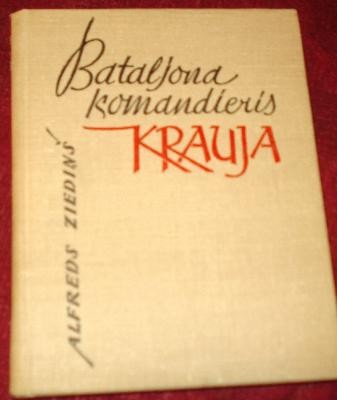 Bataljona
komandieris
KRAUJA
ALFREDS ZIEDIŅŠ